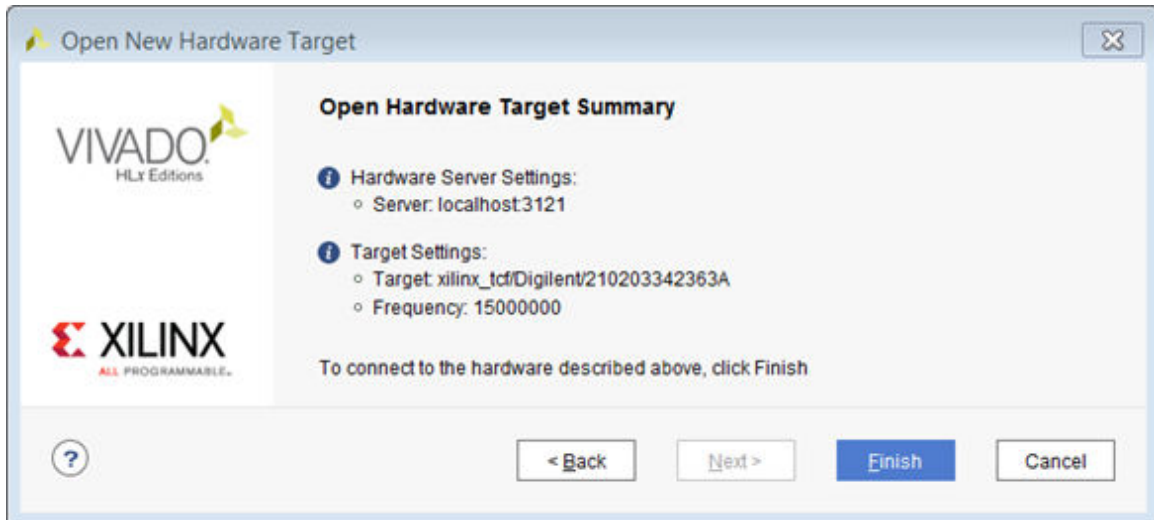 Open New Hardware Target
VIVADO.
HLx Editions
Open Hardware Target Summary
Hardware Server Settings:
Server: localhost:3121
Target Settings:
Target: xilinx_tcf/Digilent/210203342363A
Frequency: 15000000
XILINX
ALL PROGRAMMABLE.
To connect to the hardware described above, click Finish
?
< Back
Next >
Finish
Cancel